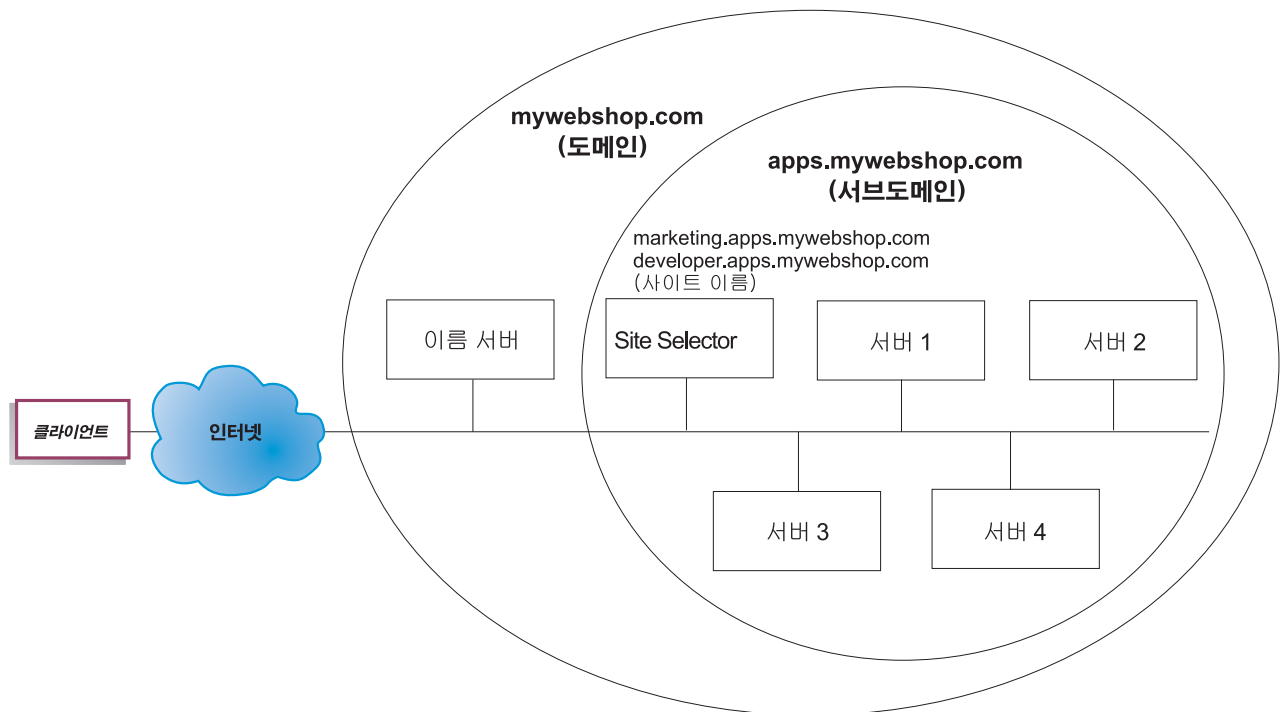 mywebshop.com
(도메인)
apps.mywebshop.com
(서브도메인)
marketing.apps.mywebshop.com
developer.apps.mywebshop.com
(사이트 이름)
이름 서버
Site Selector
서버 1
서버 2
클라이언트
인터넷
서버 3
서버 4